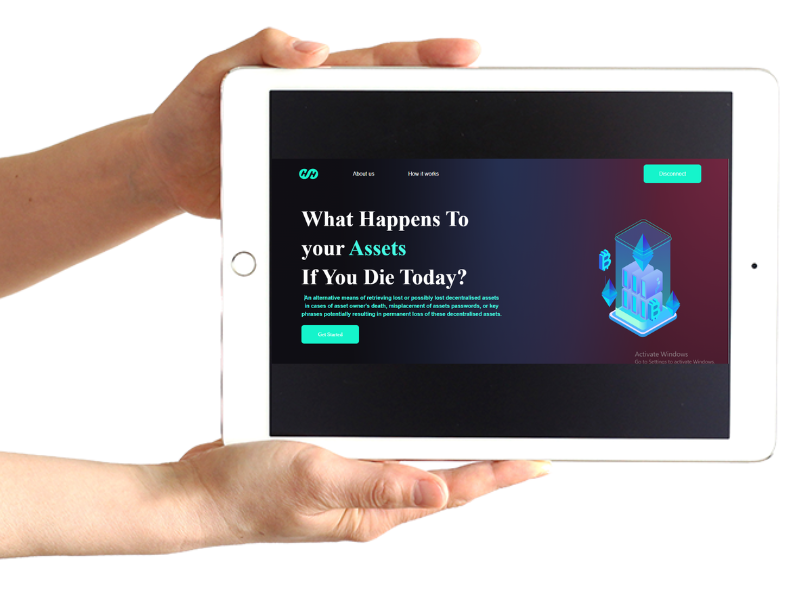 About us
How it works
Disconnect
What Happens To
your Assets
If You Die Today?
An alternative means of retrieving lost or possibly lost decentralised assets
in cases of asset owner's death, misplacement of assets passwords, or key
phrases potentially resulting in permanent loss of these decentralised assets.
Get Started
Activate Windows
Go to Settings to activate Windows.